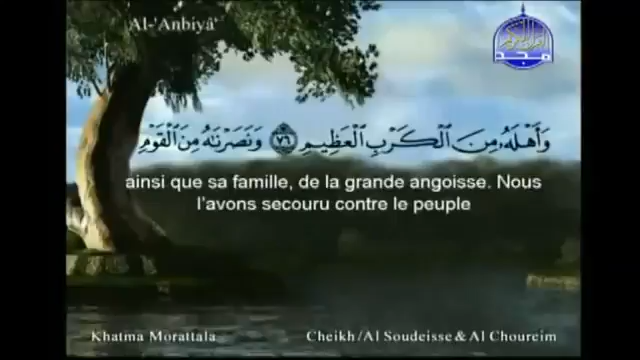 Al-'Anbiyâ'
مجد
وَأَهْلَهُۥ مِنَ ٱلْكَرْبِ ٱلْعَظِيمِ ٧٦ وَنَصَرْنَٰهُ مِنَ ٱلْقَوْمِ
ainsi que sa famille, de la grande angoisse. Nous
l'avons secouru contre le peuple
Khatma Morattala
Cheikh/Al Soudeisse & Al Choureim